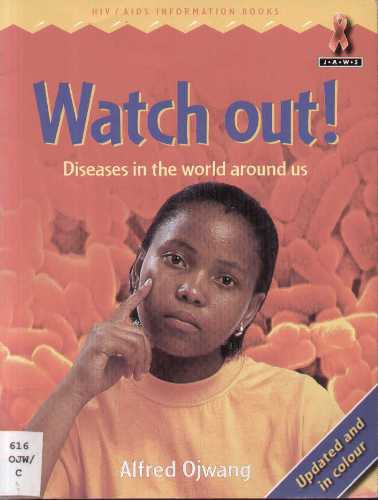 HIV / AIDS INFORMATION BOOKS
J•A•W•S
Watch out!
Diseases in the world around us
616
OJW/
C
Alfred Ojwang
Updated and
in colour